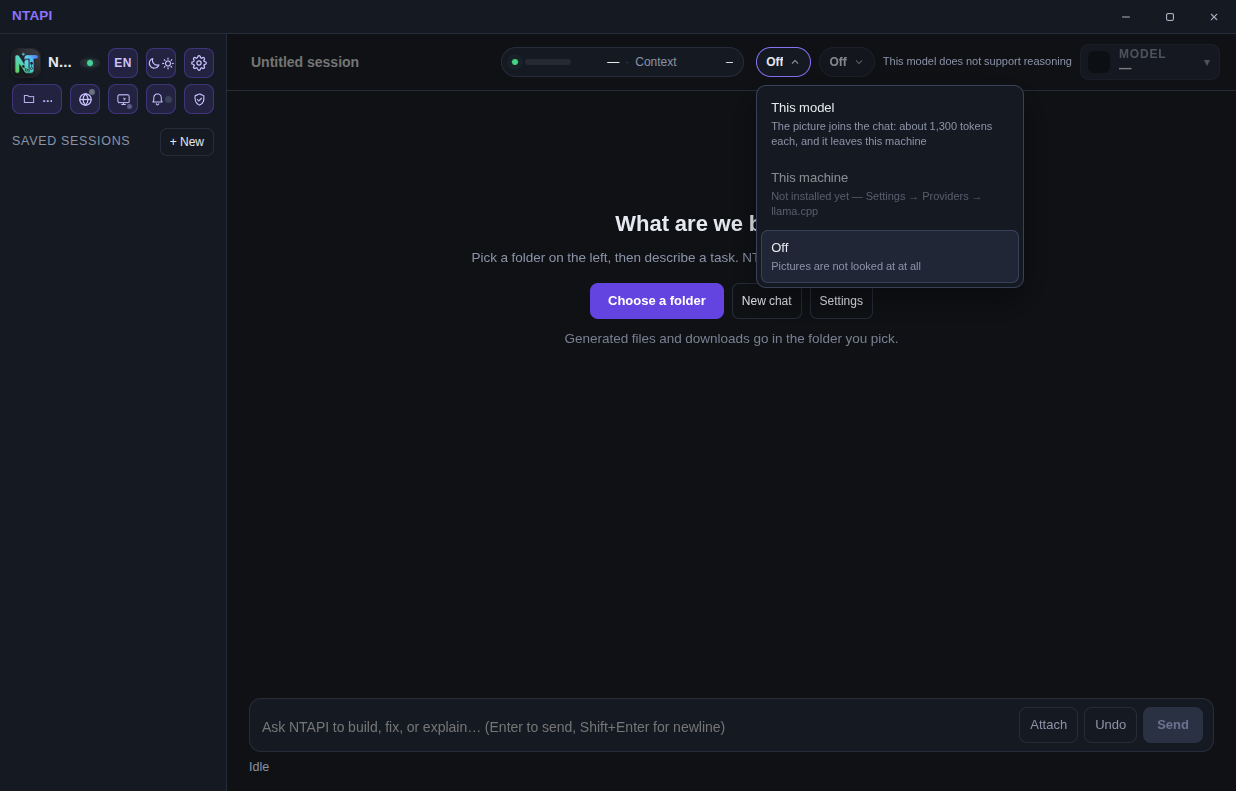 NTAPI
N...
EN
Untitled session
— · Context –
Off
Off
This model does not support reasoning
MODEL
—
...
SAVED SESSIONS
+ New
This model
The picture joins the chat: about 1,300 tokens
each, and it leaves this machine
This machine
Not installed yet — Settings → Providers →
llama.cpp
Off
Pictures are not looked at at all
What are we
Pick a folder on the left, then describe a task.
Choose a folder
New chat
Settings
Generated files and downloads go in the folder you pick.
Ask NTAPI to build, fix, or explain… (Enter to send, Shift+Enter for newline)
Attach
Undo
Send
Idle